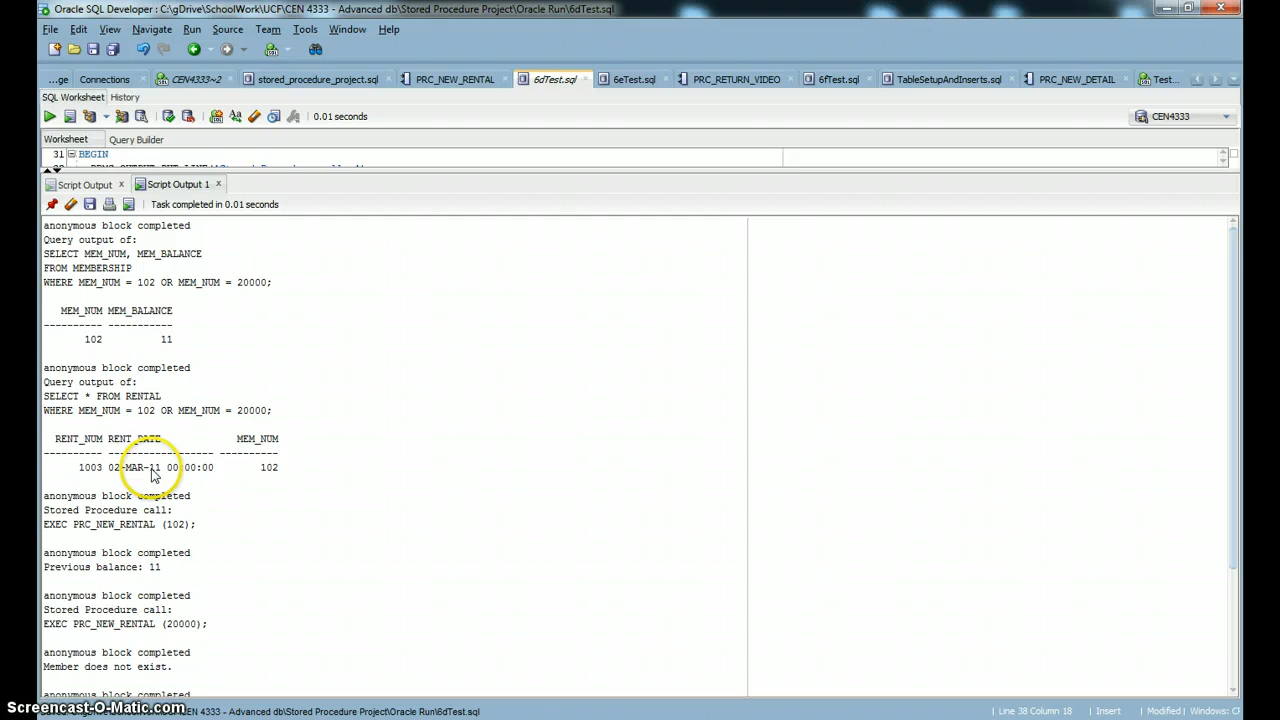 Oracle SQL Developer : C:\gDrive\SchoolWork\UCF\CEN 4333 - Advanced db\Stored Procedure Project\Oracle Run\6dTest.sql
File Edit View Navigate Run Source Team Tools Window Help
...ge Connections CEN4333~2 stored_procedure_project.sql PRC_NEW_RENTAL 6dTest.sql 6eTest.sql PRC_RETURN_VIDEO 6fTest.sql TableSetupAndInserts.sql PRC_NEW_DETAIL Test...
SQL Worksheet History
0.01 seconds CEN4333
Worksheet Query Builder
31 BEGIN
Script Output x Script Output 1 x
Task completed in 0.01 seconds
anonymous block completed
Query output of:
SELECT MEM_NUM, MEM_BALANCE
FROM MEMBERSHIP
WHERE MEM_NUM = 102 OR MEM_NUM = 20000;
MEM_NUM MEM_BALANCE
---------- -----------
102 11
anonymous block completed
Query output of:
SELECT * FROM RENTAL
WHERE MEM_NUM = 102 OR MEM_NUM = 20000;
RENT_NUM RENT_DATE MEM_NUM
---------- ------------------ ----------
1003 02-MAR-11 00:00:00 102
anonymous block completed
Stored Procedure call:
EXEC PRC_NEW_RENTAL (102);
anonymous block completed
Previous balance: 11
anonymous block completed
Stored Procedure call:
EXEC PRC_NEW_RENTAL (20000);
anonymous block completed
Member does not exist.
anonymous block completed
Screencast-O-Matic.com
CEN 4333 - Advanced db\Stored Procedure Project\Oracle Run\6dTest.sql
Line 38 Column 18 Insert Modified Windows: